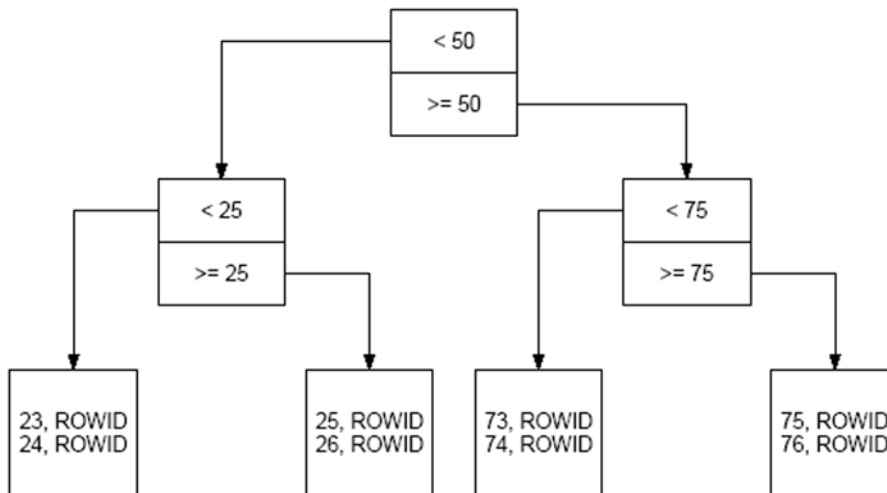 < 50
>= 50
< 25
>= 25
< 75
>= 75
23, ROWID
24, ROWID
25, ROWID
26, ROWID
73, ROWID
74, ROWID
75, ROWID
76, ROWID